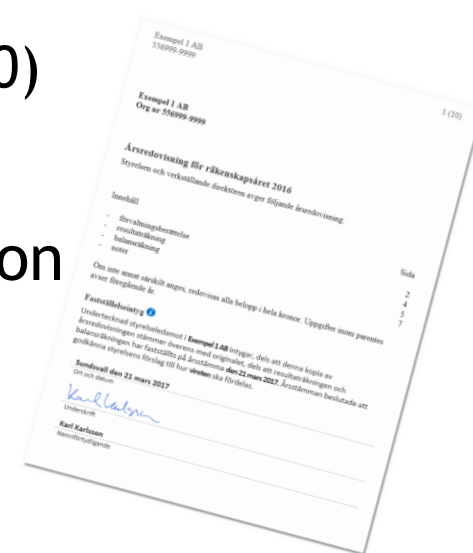 0)
on
Exempel 1 AB
556999-9999
1 (10)
Exempel 1 AB
Org nr 556999-9999
Årsredovisning för räkenskapsåret 2016
Styrelsen och verkställande direktören avger följande årsredovisning.
Innehåll
Sida
- förvaltningsberättelse 2
- resultaträkning 4
- balansräkning 5
- noter 7
Om inte annat särskilt anges, redovisas alla belopp i hela kronor. Uppgifter inom parentes
avser föregående år.
Fastställelseintyg
Undertecknad styrelseledamot i Exempel 1 AB intygar, dels att denna kopia av
årsredovisningen stämmer överens med originalet, dels att resultaträkningen och
balansräkningen har fastställts på årsstämma den 21 mars 2017. Årsstämman beslutade att
godkänna styrelsens förslag till hur vinsten ska fördelas.
Sundsvall den 21 mars 2017
Ort och datum
Karl Karlsson
Underskrift
Karl Karlsson
Namnförtydligande